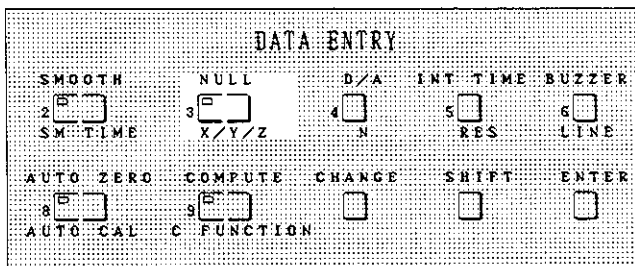 DATA ENTRY
SMOOTH NULL D/A INT TIME BUZZER
2 3 4 5 6
SM TIME X/Y/Z N RES LINE
AUTO ZERO COMPUTE CHANGE SHIFT ENTER
8 9
AUTO CAL C FUNCTION